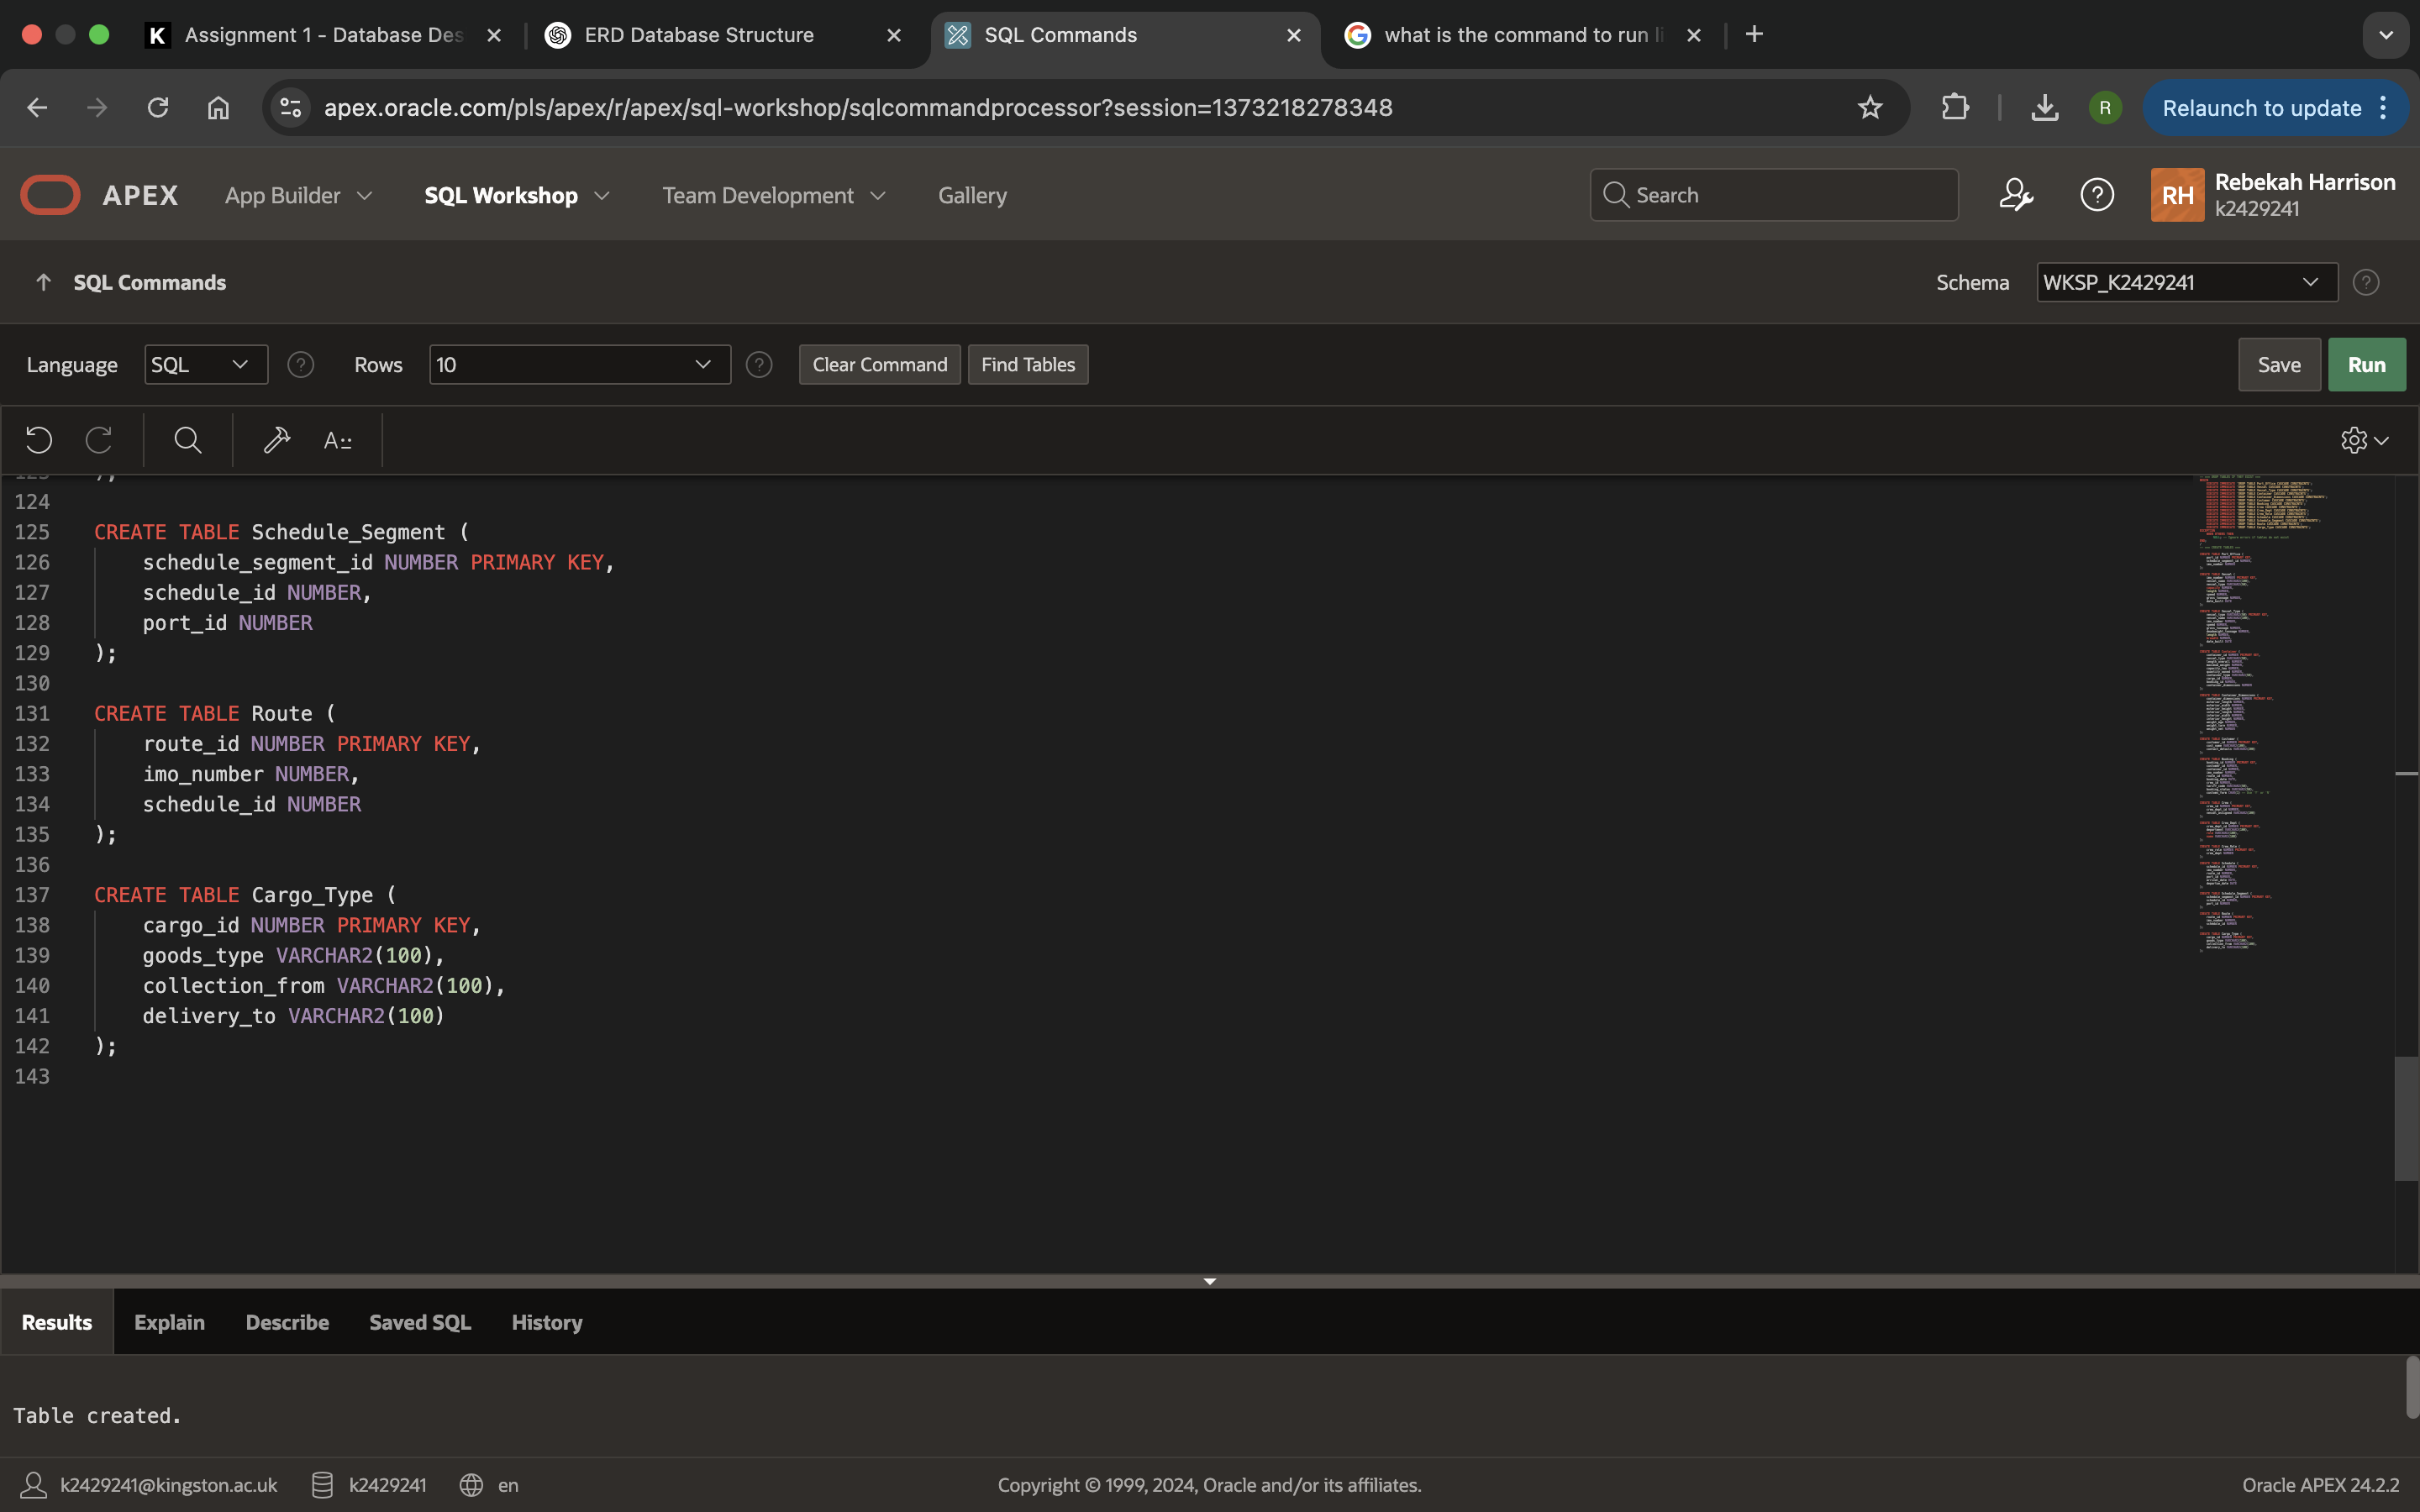 Assignment 1 - Database Des
ERD Database Structure
SQL Commands
what is the command to run li
apex.oracle.com/pls/apex/r/apex/sql-workshop/sqlcommandprocessor?session=1373218278348
R
Relaunch to update
APEX
App Builder
SQL Workshop
Team Development
Gallery
Search
RH
Rebekah Harrison
k2429241
SQL Commands
Schema
WKSP_K2429241
Language
SQL
Rows
10
Clear Command
Find Tables
Save
Run
124
125 CREATE TABLE Schedule_Segment (
126 schedule_segment_id NUMBER PRIMARY KEY,
127 schedule_id NUMBER,
128 port_id NUMBER
129 );
130
131 CREATE TABLE Route (
132 route_id NUMBER PRIMARY KEY,
133 imo_number NUMBER,
134 schedule_id NUMBER
135 );
136
137 CREATE TABLE Cargo_Type (
138 cargo_id NUMBER PRIMARY KEY,
139 goods_type VARCHAR2(100),
140 collection_from VARCHAR2(100),
141 delivery_to VARCHAR2(100)
142 );
143
Results
Explain
Describe
Saved SQL
History
Table created.
k2429241@kingston.ac.uk
k2429241
en
Copyright © 1999, 2024, Oracle and/or its affiliates.
Oracle APEX 24.2.2